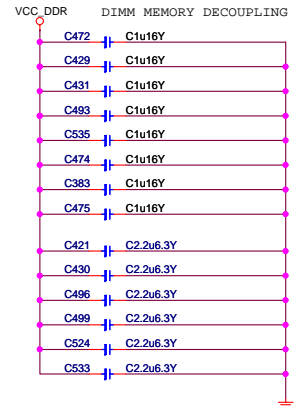 VCC_DDR DIMM MEMORY DECOUPLING
C472 C1u16Y
C429 C1u16Y
C431 C1u16Y
C493 C1u16Y
C535 C1u16Y
C474 C1u16Y
C383 C1u16Y
C475 C1u16Y
C421 C2.2u6.3Y
C430 C2.2u6.3Y
C496 C2.2u6.3Y
C499 C2.2u6.3Y
C524 C2.2u6.3Y
C533 C2.2u6.3Y